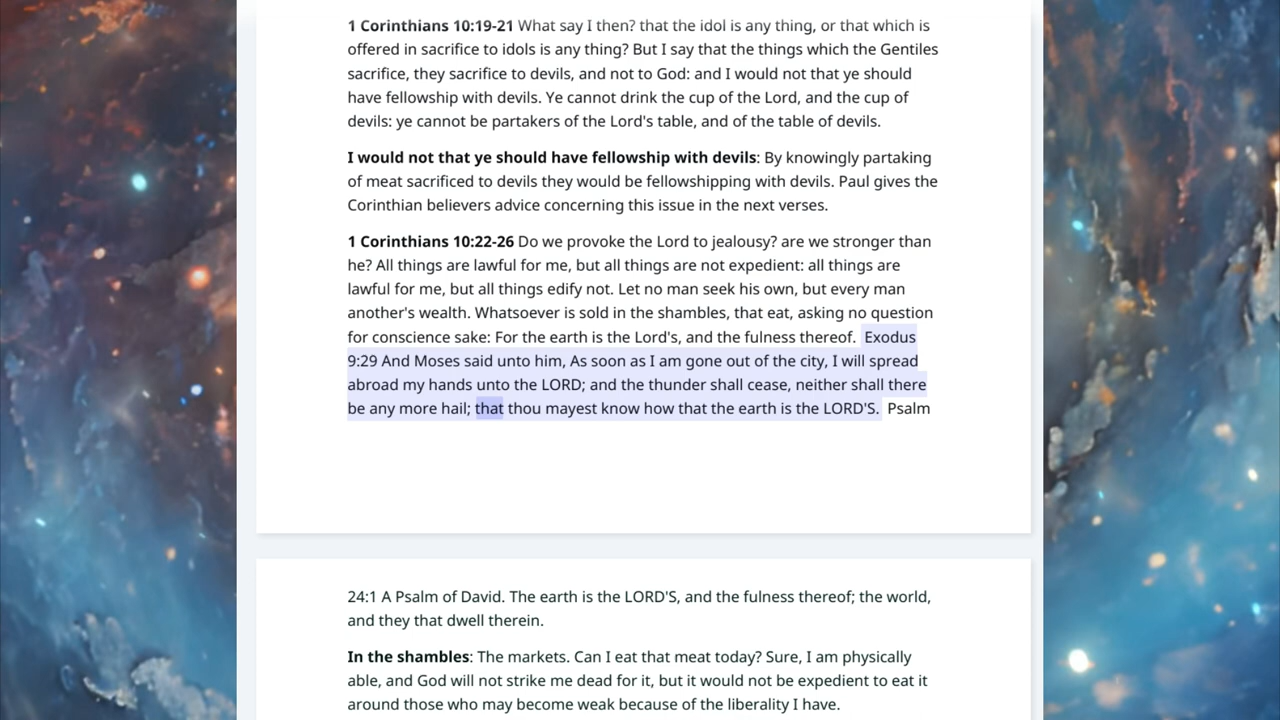 1 Corinthians 10:19-21 What say I then? that the idol is any thing, or that which is
offered in sacrifice to idols is any thing? But I say that the things which the Gentiles
sacrifice, they sacrifice to devils, and not to God: and I would not that ye should
have fellowship with devils. Ye cannot drink the cup of the Lord, and the cup of
devils: ye cannot be partakers of the Lord's table, and of the table of devils.
I would not that ye should have fellowship with devils: By knowingly partaking
of meat sacrificed to devils they would be fellowshipping with devils. Paul gives the
Corinthian believers advice concerning this issue in the next verses.
1 Corinthians 10:22-26 Do we provoke the Lord to jealousy? are we stronger than
he? All things are lawful for me, but all things are not expedient: all things are
lawful for me, but all things edify not. Let no man seek his own, but every man
another's wealth. Whatsoever is sold in the shambles, that eat, asking no question
for conscience sake: For the earth is the Lord's, and the fulness thereof. Exodus
9:29 And Moses said unto him, As soon as I am gone out of the city, I will spread
abroad my hands unto the LORD; and the thunder shall cease, neither shall there
be any more hail; that thou mayest know how that the earth is the LORD'S. Psalm
24:1 A Psalm of David. The earth is the LORD'S, and the fulness thereof; the world,
and they that dwell therein.
In the shambles: The markets. Can I eat that meat today? Sure, I am physically
able, and God will not strike me dead for it, but it would not be expedient to eat it
around those who may become weak because of the liberality I have.